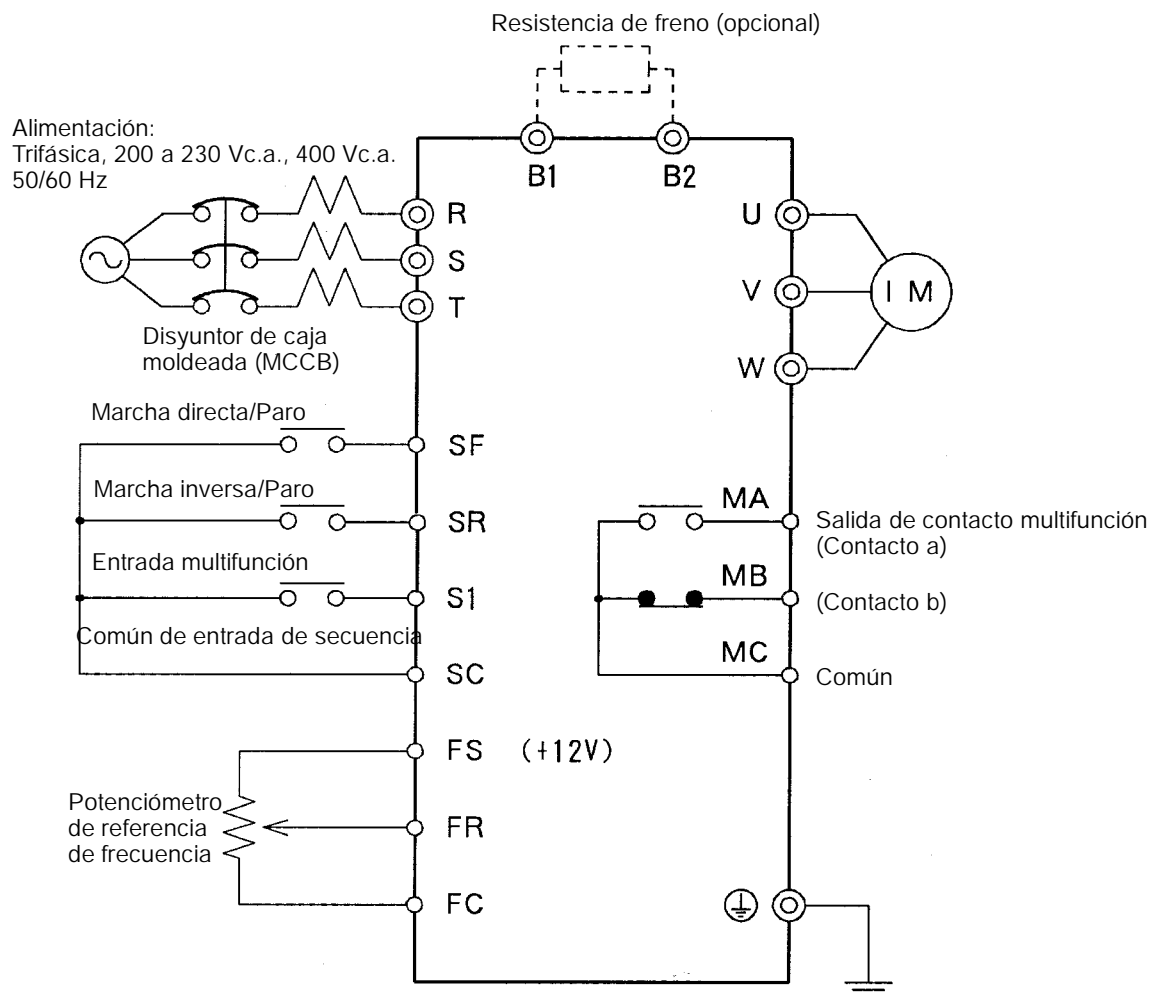 Resistencia de freno (opcional)
Alimentación:
Trifásica, 200 a 230 Vc.a., 400 Vc.a.
50/60 Hz
B1
B2
R
S
T
U
V
W
I M
Disyuntor de caja
moldeada (MCCB)
Marcha directa/Paro
SF
Marcha inversa/Paro
SR
Entrada multifunción
S1
Común de entrada de secuencia
SC
MA
Salida de contacto multifunción
(Contacto a)
MB
(Contacto b)
MC
Común
FS (+12V)
Potenciómetro
de referencia
de frecuencia
FR
FC